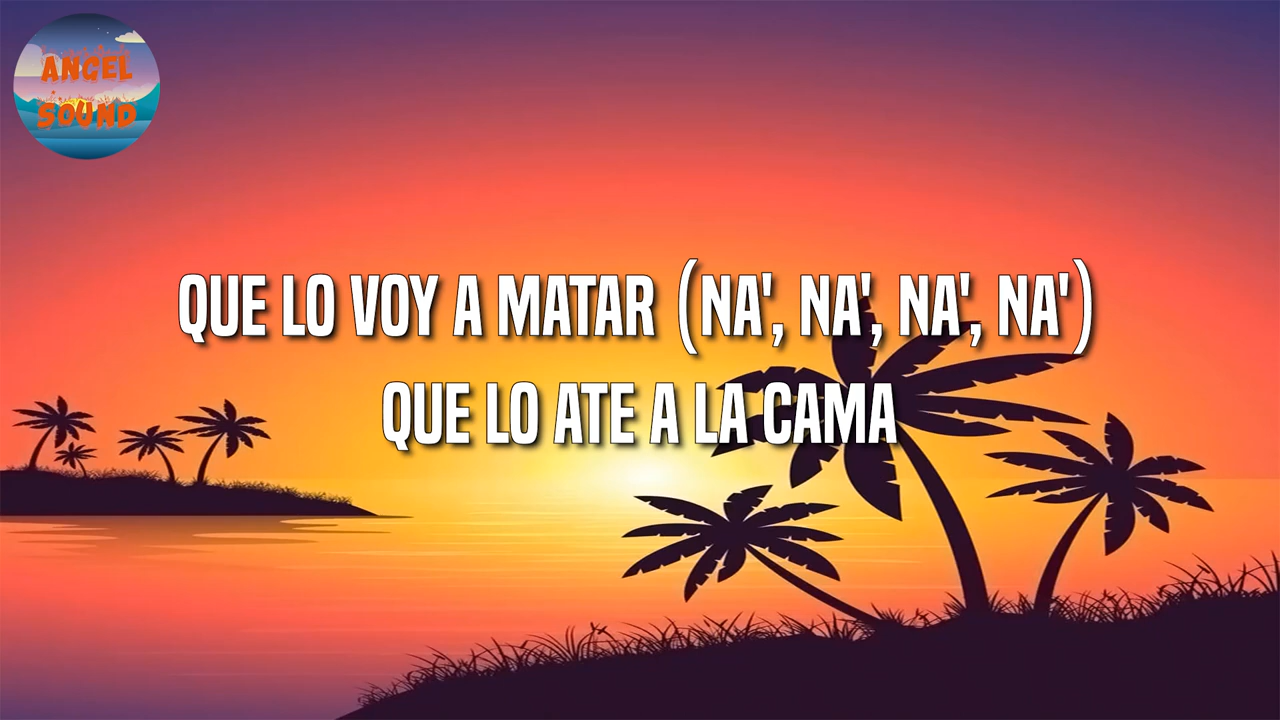 ANGEL
SOUND
QUE LO VOY A MATAR (NA', NA', NA', NA')
QUE LO ATE A LA CAMA